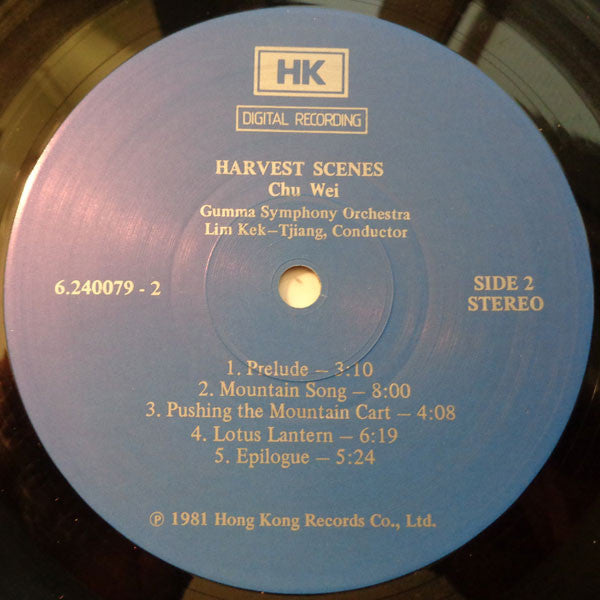 HK
DIGITAL RECORDING
HARVEST SCENES
Chu Wei
Gumma Symphony Orchestra
Lim Kek–Tjiang, Conductor
6.240079 - 2
SIDE 2
STEREO
1. Prelude – 3:10
2. Mountain Song – 8:00
3. Pushing the Mountain Cart – 4:08
4. Lotus Lantern – 6:19
5. Epilogue – 5:24
℗ 1981 Hong Kong Records Co., Ltd.